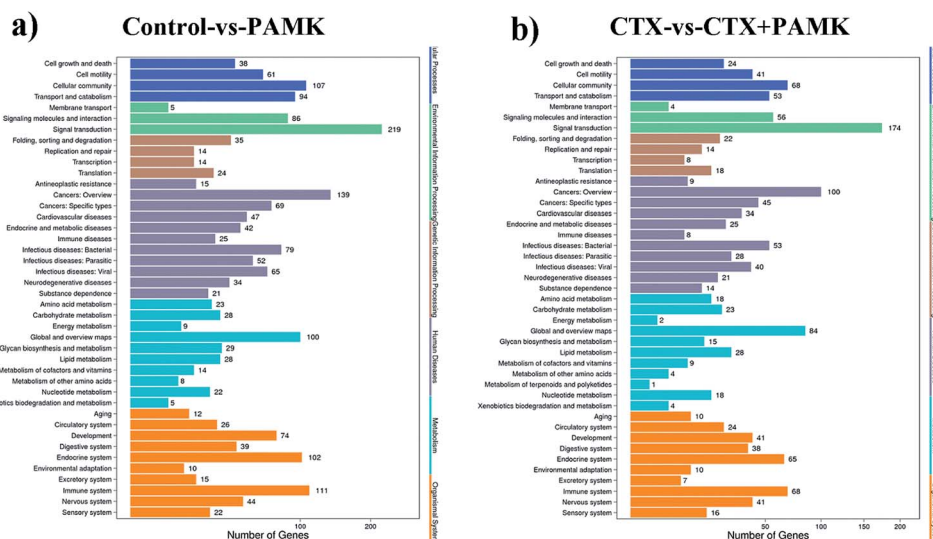 a) Control-vs-PAMK
Cell growth and death 38
Cell motility 61
Cellular community 107
Transport and catabolism 94
Membrane transport 5
Signaling molecules and interaction 86
Signal transduction 219
Folding, sorting and degradation 35
Replication and repair 14
Transcription 14
Translation 24
Antineoplastic resistance 15
Cancers: Overview 139
Cancers: Specific types 69
Cardiovascular diseases 47
Endocrine and metabolic diseases 42
Immune diseases 25
Infectious diseases: Bacterial 79
Infectious diseases: Parasitic 52
Infectious diseases: Viral 65
Neurodegenerative diseases 34
Substance dependence 21
Amino acid metabolism 23
Carbohydrate metabolism 28
Energy metabolism 9
Global and overview maps 100
Glycan biosynthesis and metabolism 29
Lipid metabolism 28
Metabolism of cofactors and vitamins 14
Metabolism of other amino acids 8
Nucleotide metabolism 22
otics biodegradation and metabolism 5
Aging 12
Circulatory system 26
Development 74
Digestive system 39
Endocrine system 102
Environmental adaptation 10
Excretory system 15
Immune system 111
Nervous system 44
Sensory system 22
100 200
Number of Genes
ular Processes
Environmental Information Processing
Genetic Information Processing
Human Diseases
Metabolism
Organismal System
b) CTX-vs-CTX+PAMK
Cell growth and death 24
Cell motility 41
Cellular community 68
Transport and catabolism 53
Membrane transport 4
Signaling molecules and interaction 56
Signal transduction 174
Folding, sorting and degradation 22
Replication and repair 14
Transcription 8
Translation 18
Antineoplastic resistance 9
Cancers: Overview 100
Cancers: Specific types 45
Cardiovascular diseases 34
Endocrine and metabolic diseases 25
Immune diseases 8
Infectious diseases: Bacterial 53
Infectious diseases: Parasitic 28
Infectious diseases: Viral 40
Neurodegenerative diseases 21
Substance dependence 14
Amino acid metabolism 18
Carbohydrate metabolism 23
Energy metabolism 2
Global and overview maps 84
Glycan biosynthesis and metabolism 15
Lipid metabolism 28
Metabolism of cofactors and vitamins 9
Metabolism of other amino acids 4
Metabolism of terpenoids and polyketides 1
Nucleotide metabolism 18
Xenobiotics biodegradation and metabolism 4
Aging 10
Circulatory system 24
Development 41
Digestive system 38
Endocrine system 65
Environmental adaptation 10
Excretory system 7
Immune system 68
Nervous system 41
Sensory system 16
50 100 150 200
Number of Genes